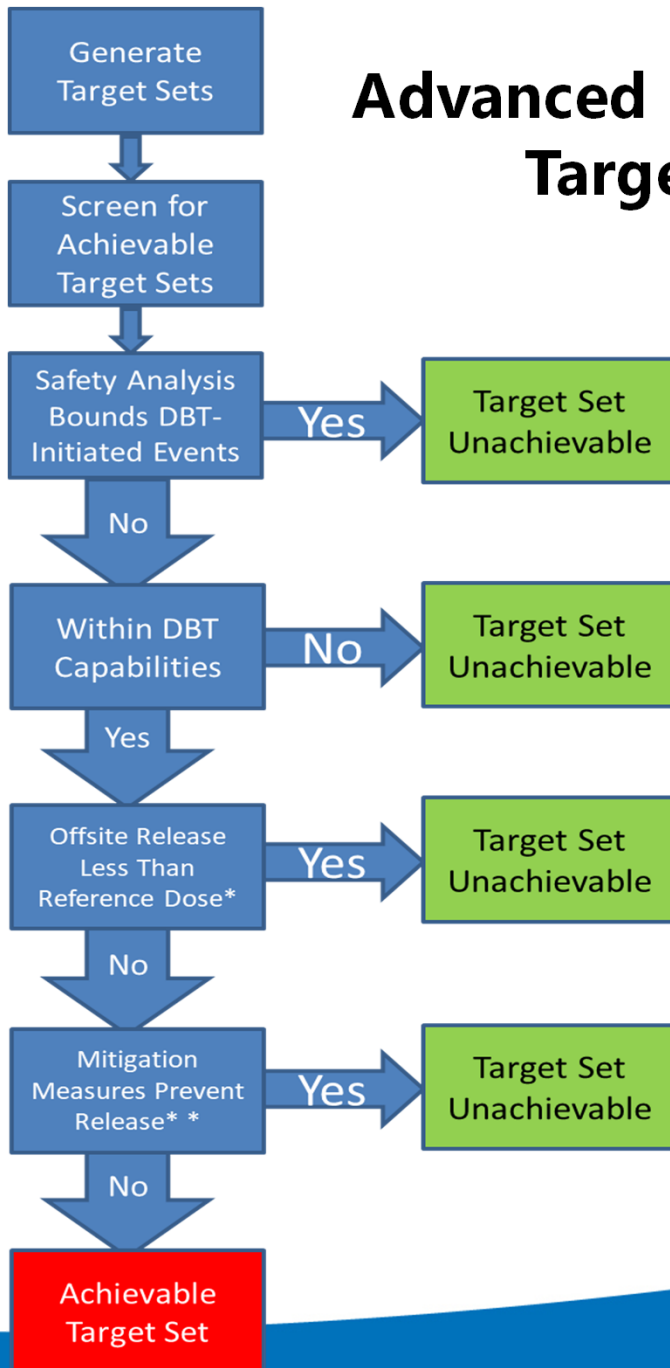 Generate
Target Sets
Advanced
Screen for
Achievable
Target Sets
Safety Analysis
Bounds DBT-
Initiated Events
Yes
Target Set
Unachievable
No
Within DBT
Capabilities
No
Target Set
Unachievable
Yes
Offsite Release
Less Than
Reference Dose*
Yes
Target Set
Unachievable
No
Mitigation
Measures Prevent
Release* *
Yes
Target Set
Unachievable
No
Achievable
Target Set